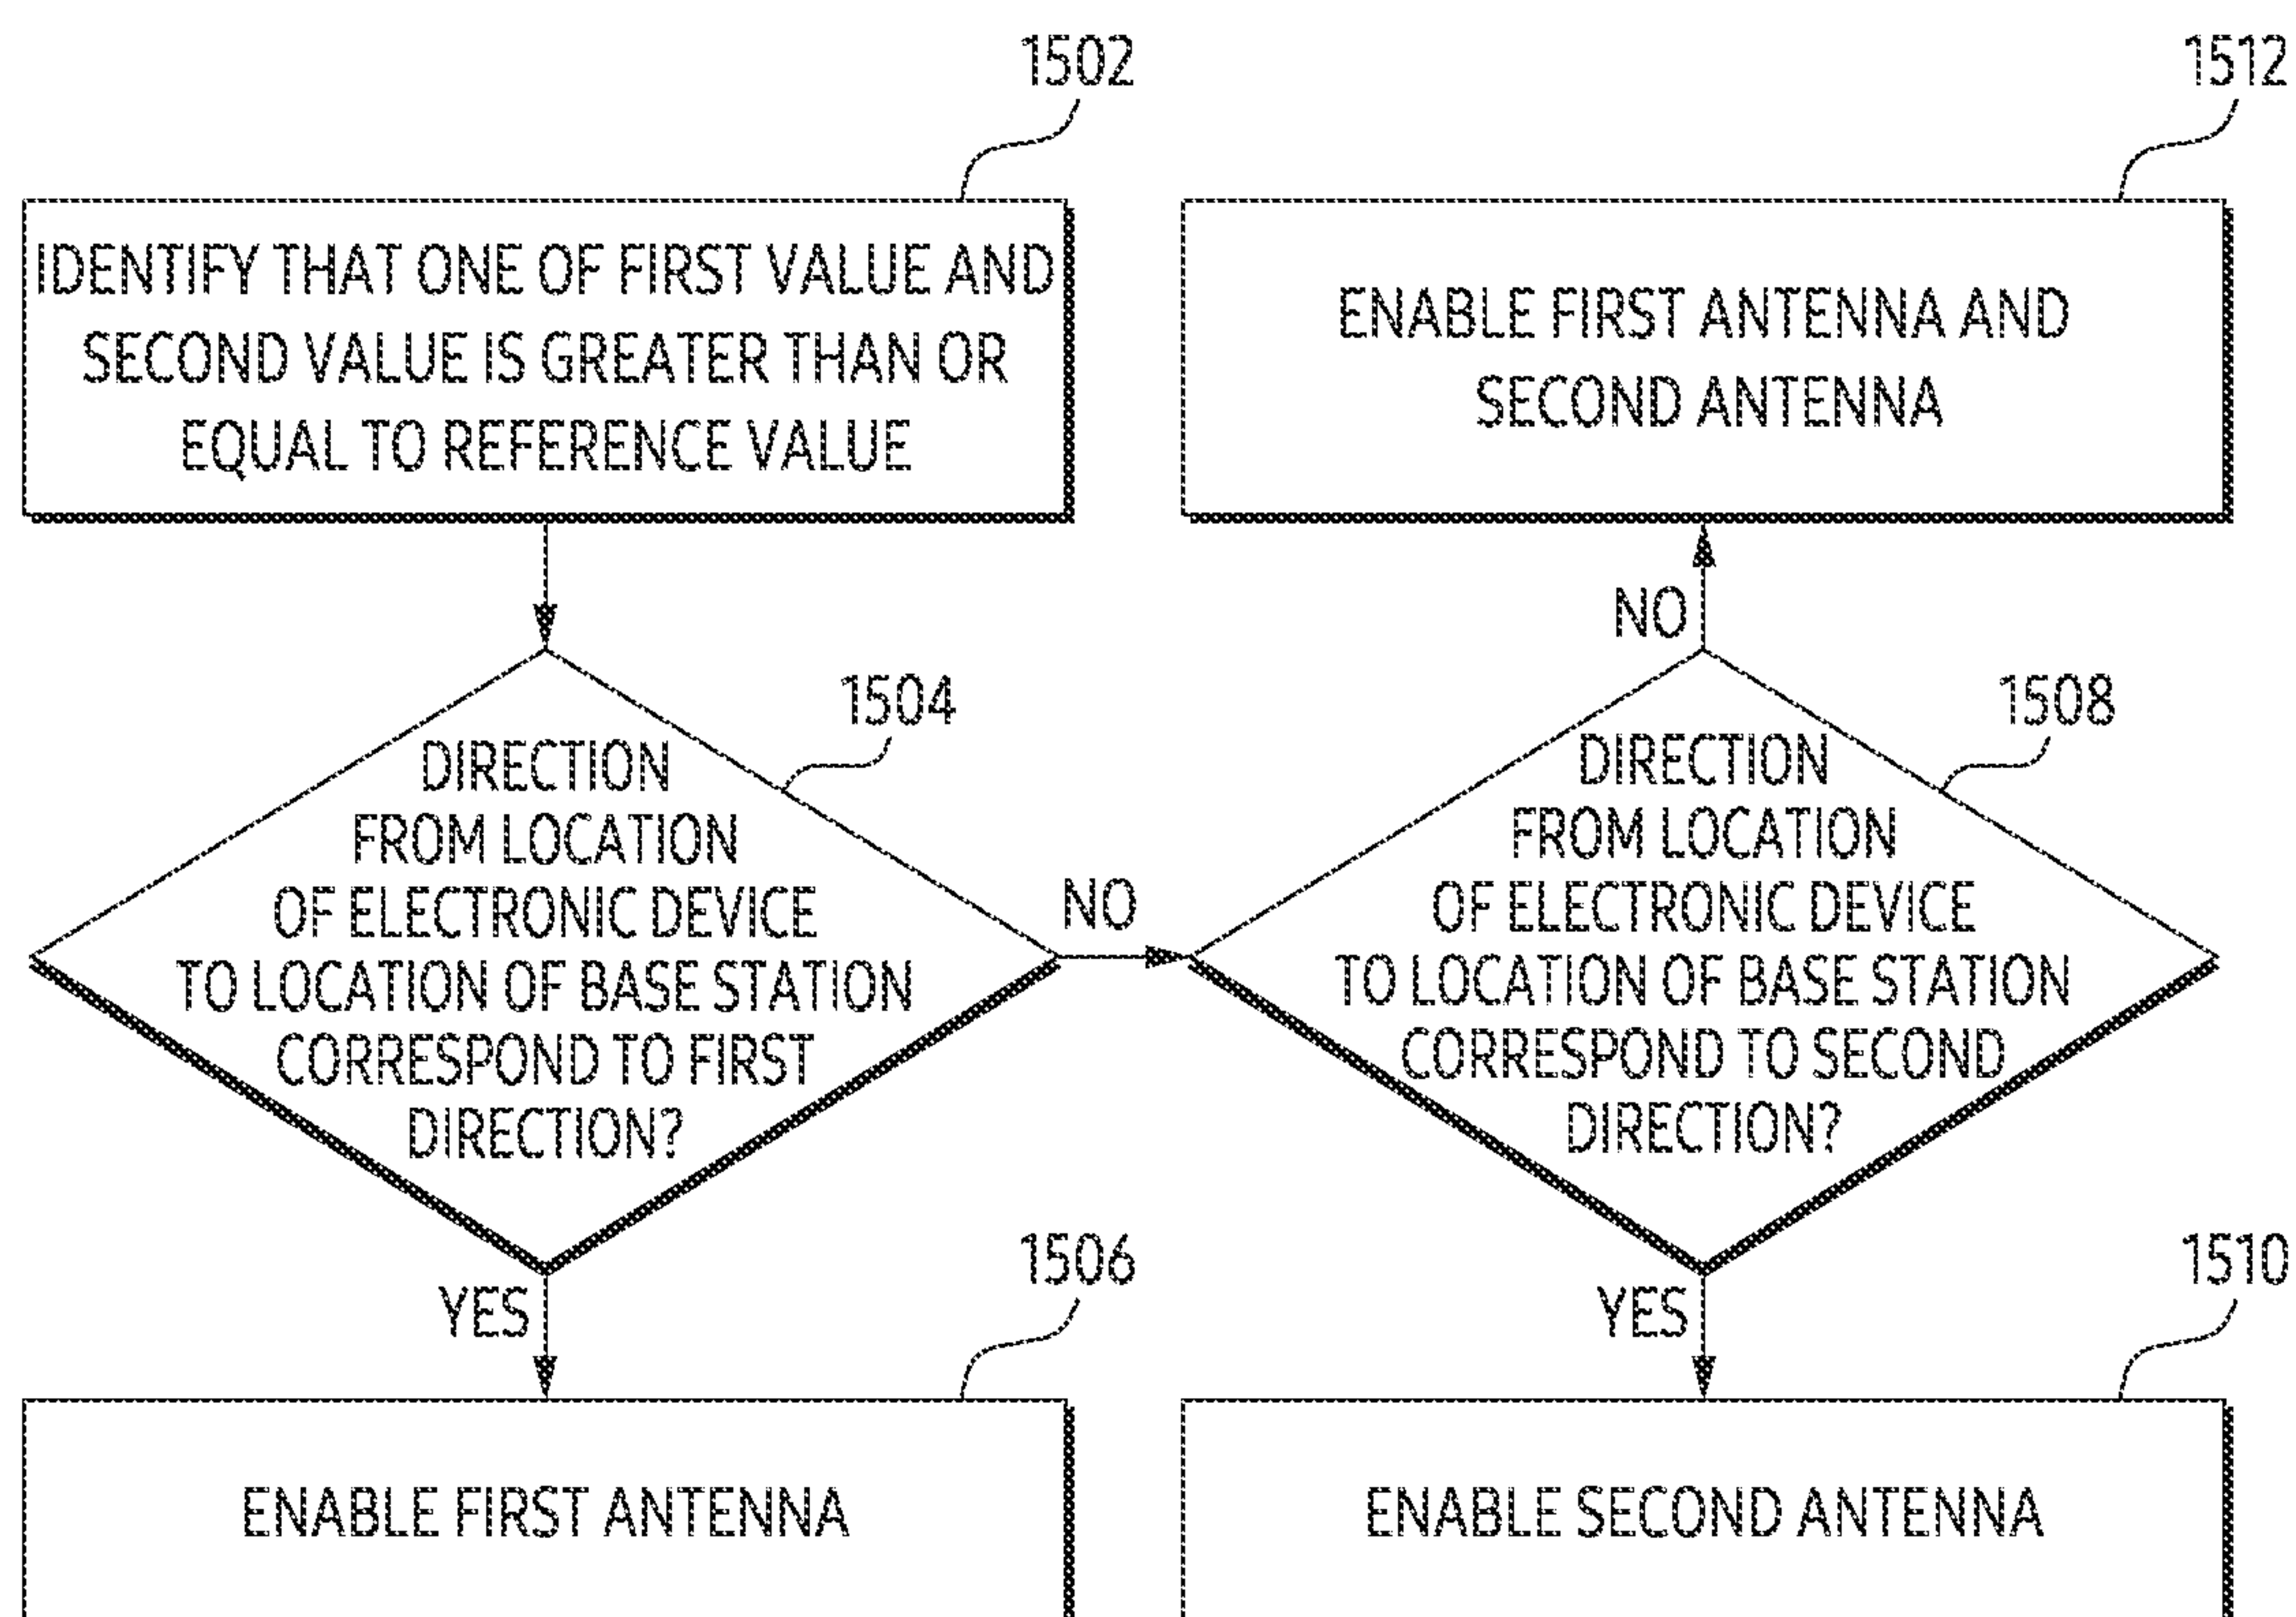 1502
IDENTIFY THAT ONE OF FIRST VALUE AND
SECOND VALUE IS GREATER THAN OR
EQUAL TO REFERENCE VALUE
1504
DIRECTION
FROM LOCATION
OF ELECTRONIC DEVICE
TO LOCATION OF BASE STATION
CORRESPOND TO FIRST
DIRECTION?
NO
YES
1506
ENABLE FIRST ANTENNA
1512
ENABLE FIRST ANTENNA AND
SECOND ANTENNA
NO
1508
DIRECTION
FROM LOCATION
OF ELECTRONIC DEVICE
TO LOCATION OF BASE STATION
CORRESPOND TO SECOND
DIRECTION?
YES
1510
ENABLE SECOND ANTENNA